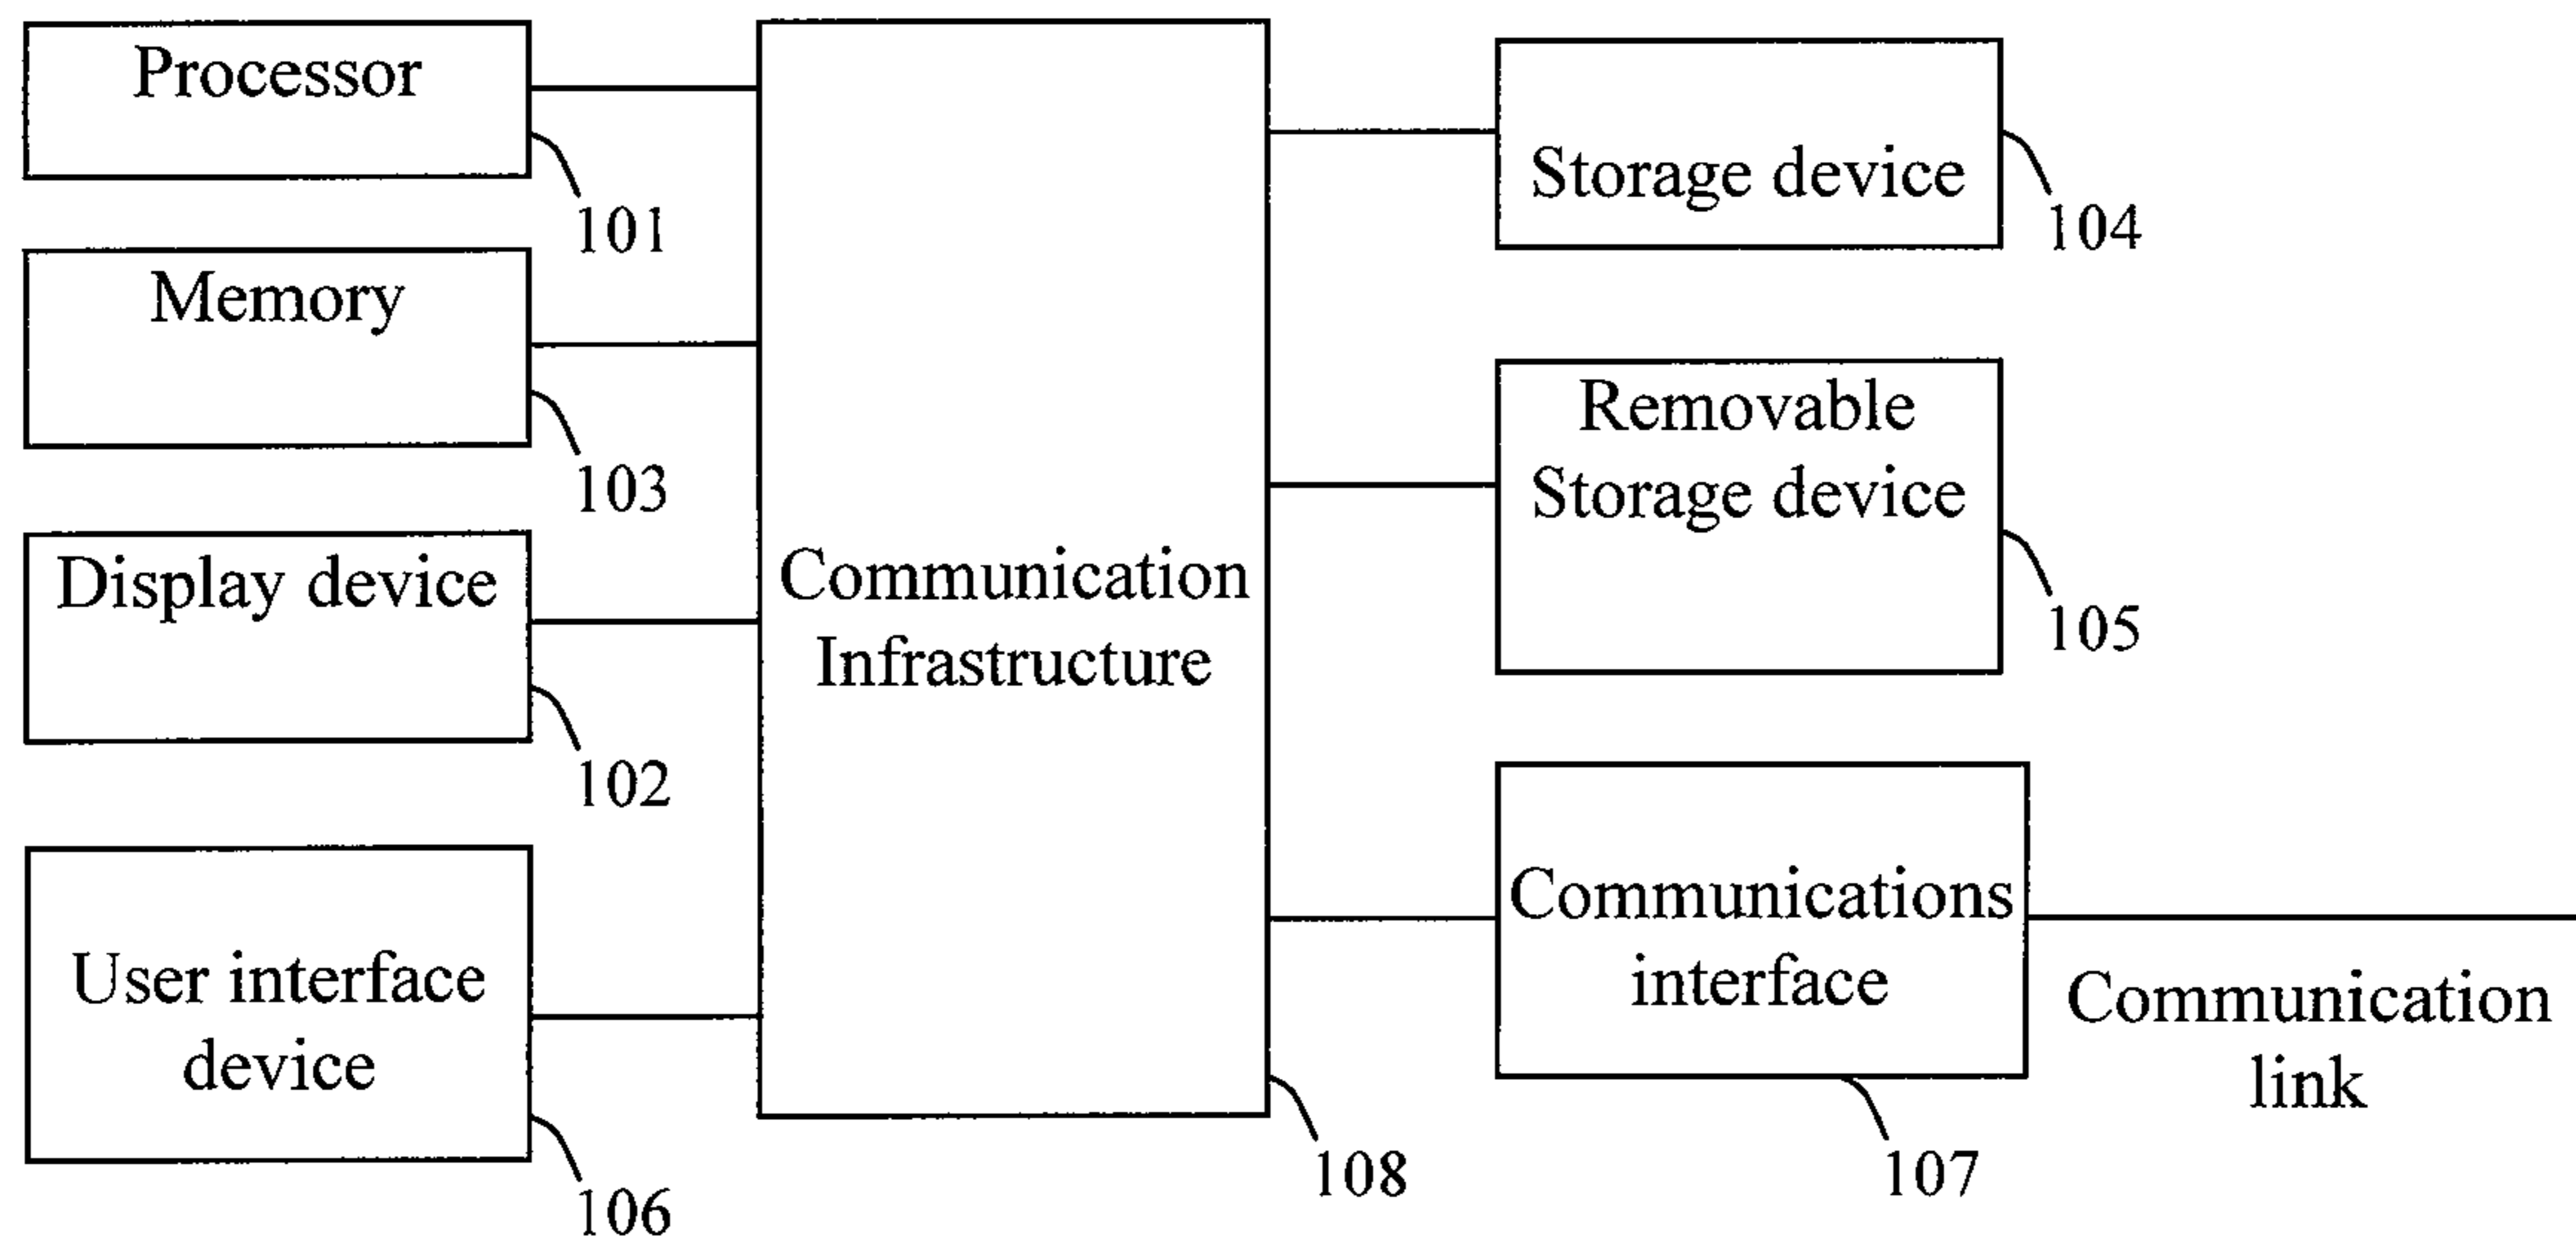 Processor
101
Memory
103
Display device
102
User interface
device
106
Communication
Infrastructure
108
Storage device
104
Removable
Storage device
105
Communications
interface
107
Communication
link